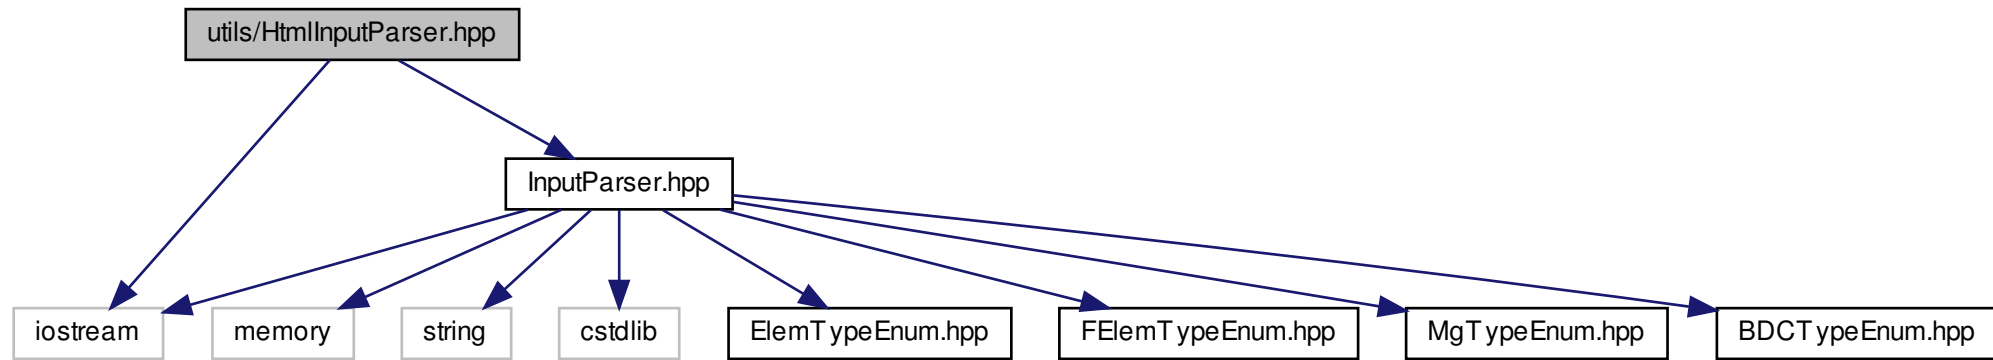 utils/HtmlInputParser.hpp
InputParser.hpp
iostream
memory
string
cstdlib
ElemTypeEnum.hpp
FElemTypeEnum.hpp
MgTypeEnum.hpp
BDCTypeEnum.hpp